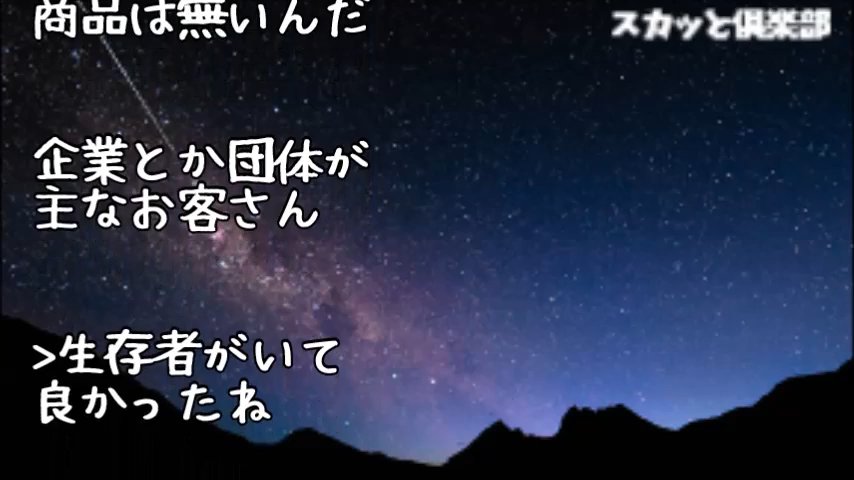 商品は無いんだ
スカッと倶楽部
企業とか団体が
主なお客さん
>生存者がいて
良かったね